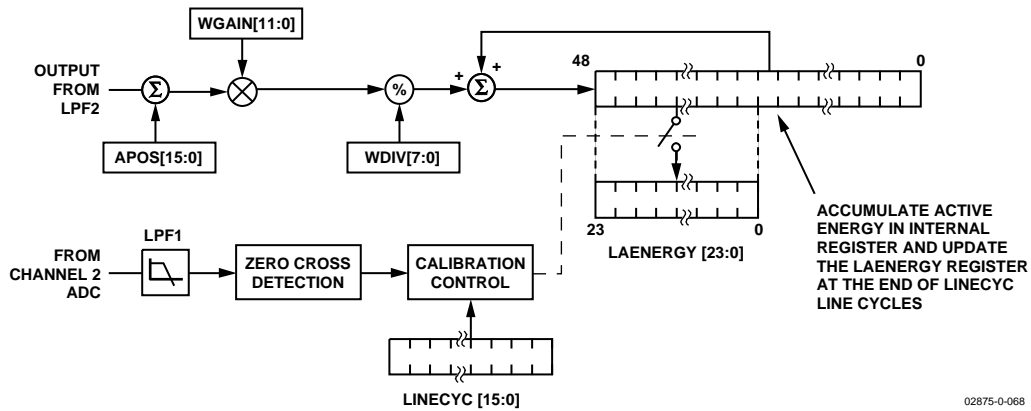 WGAIN[11:0]
OUTPUT
FROM
LPF2
Σ
%
+
+
Σ
48
0
APOS[15:0]
WDIV[7:0]
23
0
LAENERGY [23:0]
ACCUMULATE ACTIVE
ENERGY IN INTERNAL
REGISTER AND UPDATE
THE LAENERGY REGISTER
AT THE END OF LINECYC
LINE CYCLES
FROM
CHANNEL 2
ADC
LPF1
ZERO CROSS
DETECTION
CALIBRATION
CONTROL
LINECYC [15:0]
02875-0-068